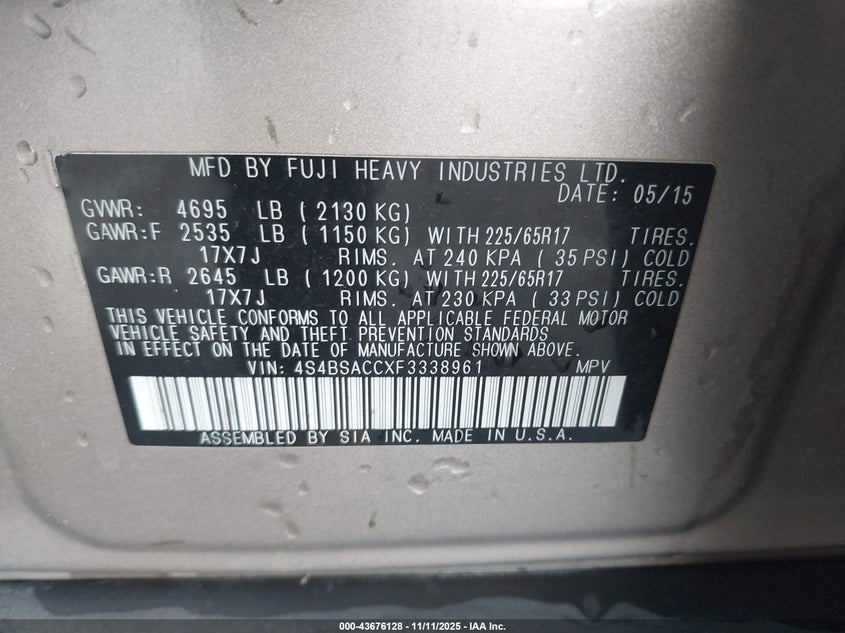 MFD BY FUJI HEAVY INDUSTRIES LTD.
DATE: 05/15
GVWR: 4695 LB ( 2130 KG)
GAWR:F 2535 LB ( 1150 KG) WITH 225/65R17 TIRES.
17X7J RIMS. AT 240 KPA ( 35 PSI) COLD
GAWR:R 2645 LB ( 1200 KG) WITH 225/65R17 TIRES.
17X7J RIMS. AT 230 KPA ( 33 PSI) COLD
THIS VEHICLE CONFORMS TO ALL APPLICABLE FEDERAL MOTOR
VEHICLE SAFETY AND THEFT PREVENTION STANDARDS
IN EFFECT ON THE DATE OF MANUFACTURE SHOWN ABOVE.
VIN: 4S4BSACCXF3338961 MPV
ASSEMBLED BY SIA INC. MADE IN U.S.A.
000-43676128 - 11/11/2025 - IAA Inc.